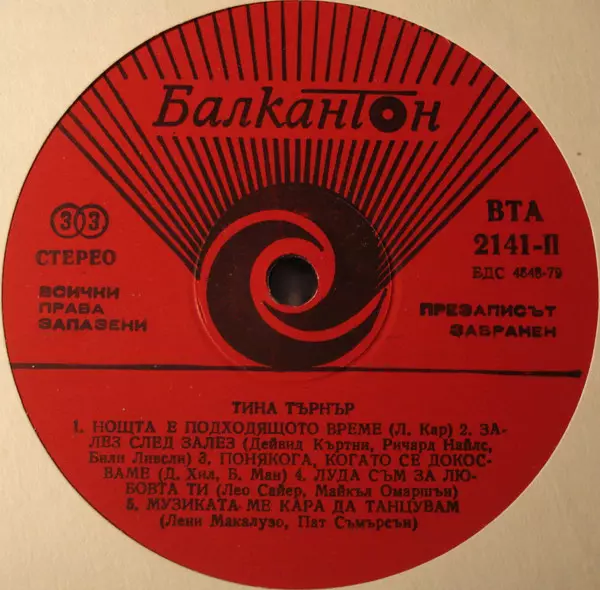 Балкантон
33
СТЕРЕО
ВСИЧКИ
ПРАВА
ЗАПАЗЕНИ
ВТА
2141-П
БДС 4848-79
ПРЕЗАПИСЪТ
ЗАБРАНЕН
ТИНА ТЪРНЪР
1. НОЩТА Е ПОДХОДЯЩОТО ВРЕМЕ (Л. Кар) 2. ЗА-
ЛЕЗ СЛЕД ЗАЛЕЗ (Дейвид Къртни, Ричард Найлс,
Били Ливсли) 3. ПОНЯКОГА, КОГАТО СЕ ДОКОС-
ВАМЕ (Д. Хил, Б. Ман) 4. ЛУДА СЪМ ЗА ЛЮ-
БОВТА ТИ (Лео Сайер, Майкъл Омаршън)
5. МУЗИКАТА МЕ КАРА ДА ТАНЦУВАМ
(Лени Макалузо, Пат Съмърсън)